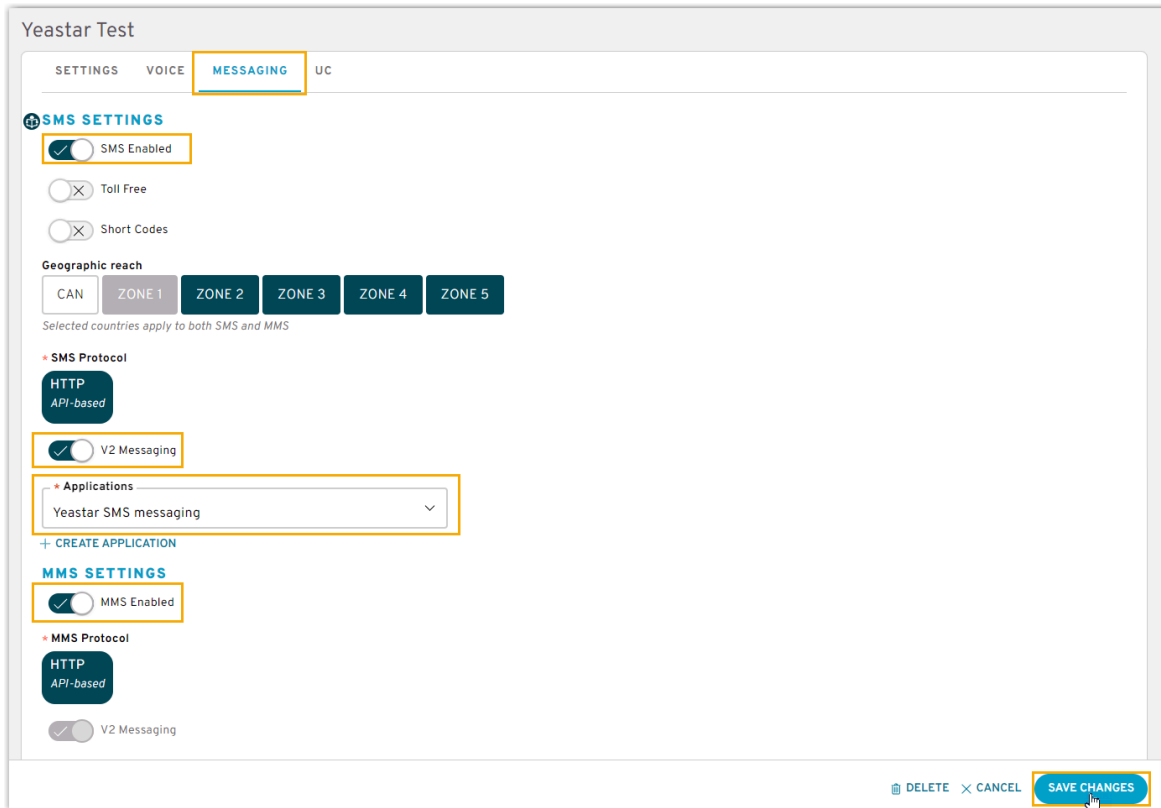 Yeastar Test
SETTINGS VOICE MESSAGING UC
SMS SETTINGS
SMS Enabled
Toll Free
Short Codes
Geographic reach
CAN ZONE 1 ZONE 2 ZONE 3 ZONE 4 ZONE 5
Selected countries apply to both SMS and MMS
* SMS Protocol
HTTP
API-based
V2 Messaging
* Applications
Yeastar SMS messaging
+ CREATE APPLICATION
MMS SETTINGS
MMS Enabled
* MMS Protocol
HTTP
API-based
V2 Messaging
DELETE CANCEL SAVE CHANGES